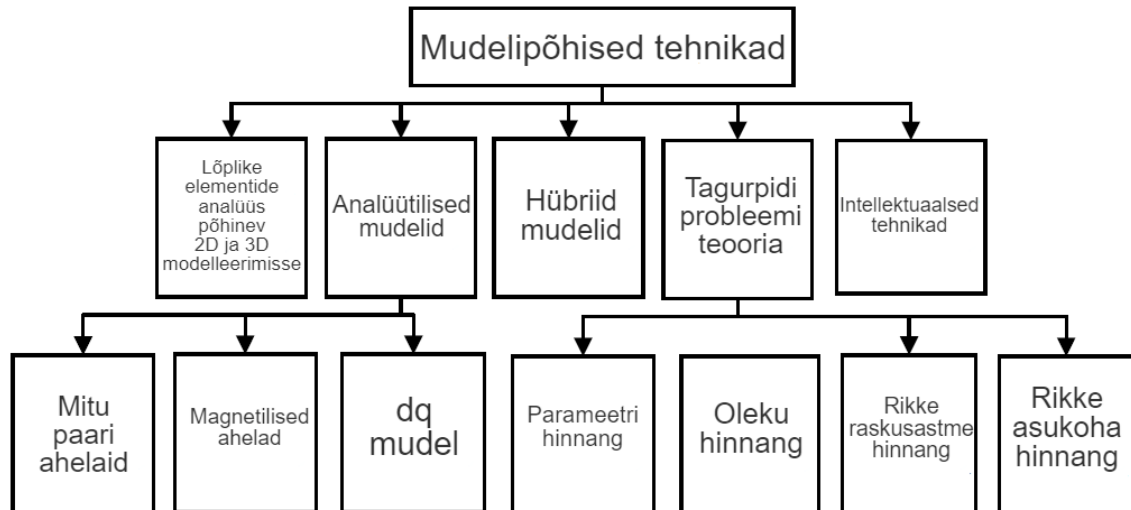 Mudelipõhised tehnikad
Lõplike
elementide
analüüs
põhinev
2D ja 3D
modelleerimisse
Analüütilised
mudelid
Hübriid
mudelid
Tagurpidi
probleemi
teooria
Intellektuaalsed
tehnikad
Mitu
paari
ahelaid
Magnetilised
ahelad
dq
mudel
Parameetri
hinnang
Oleku
hinnang
Rikke
raskusastme
hinnang
Rikke
asukoha
hinnang